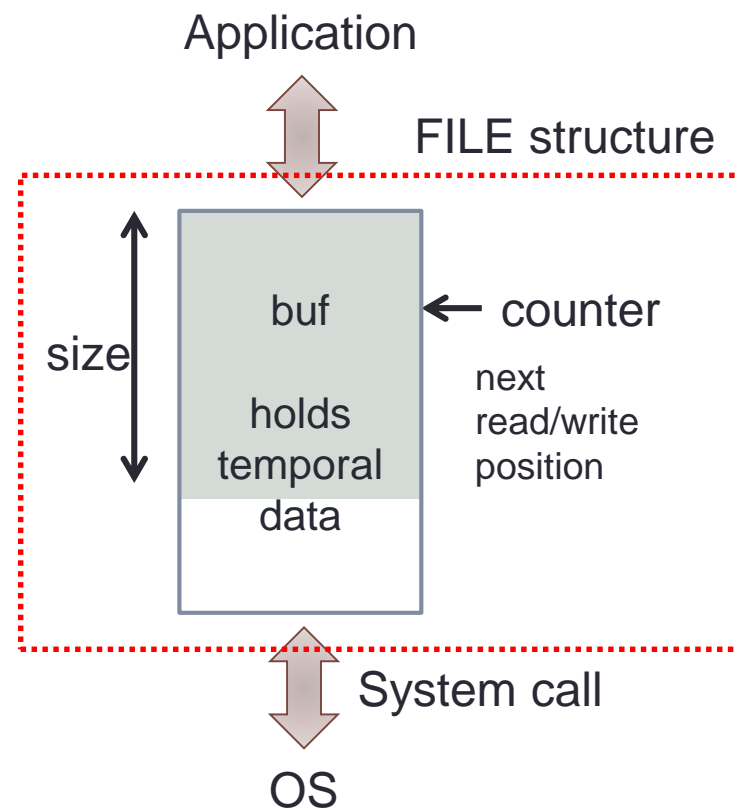 Application
FILE structure
buf
counter
size
next
read/write
position
holds
temporal
data
System call
OS